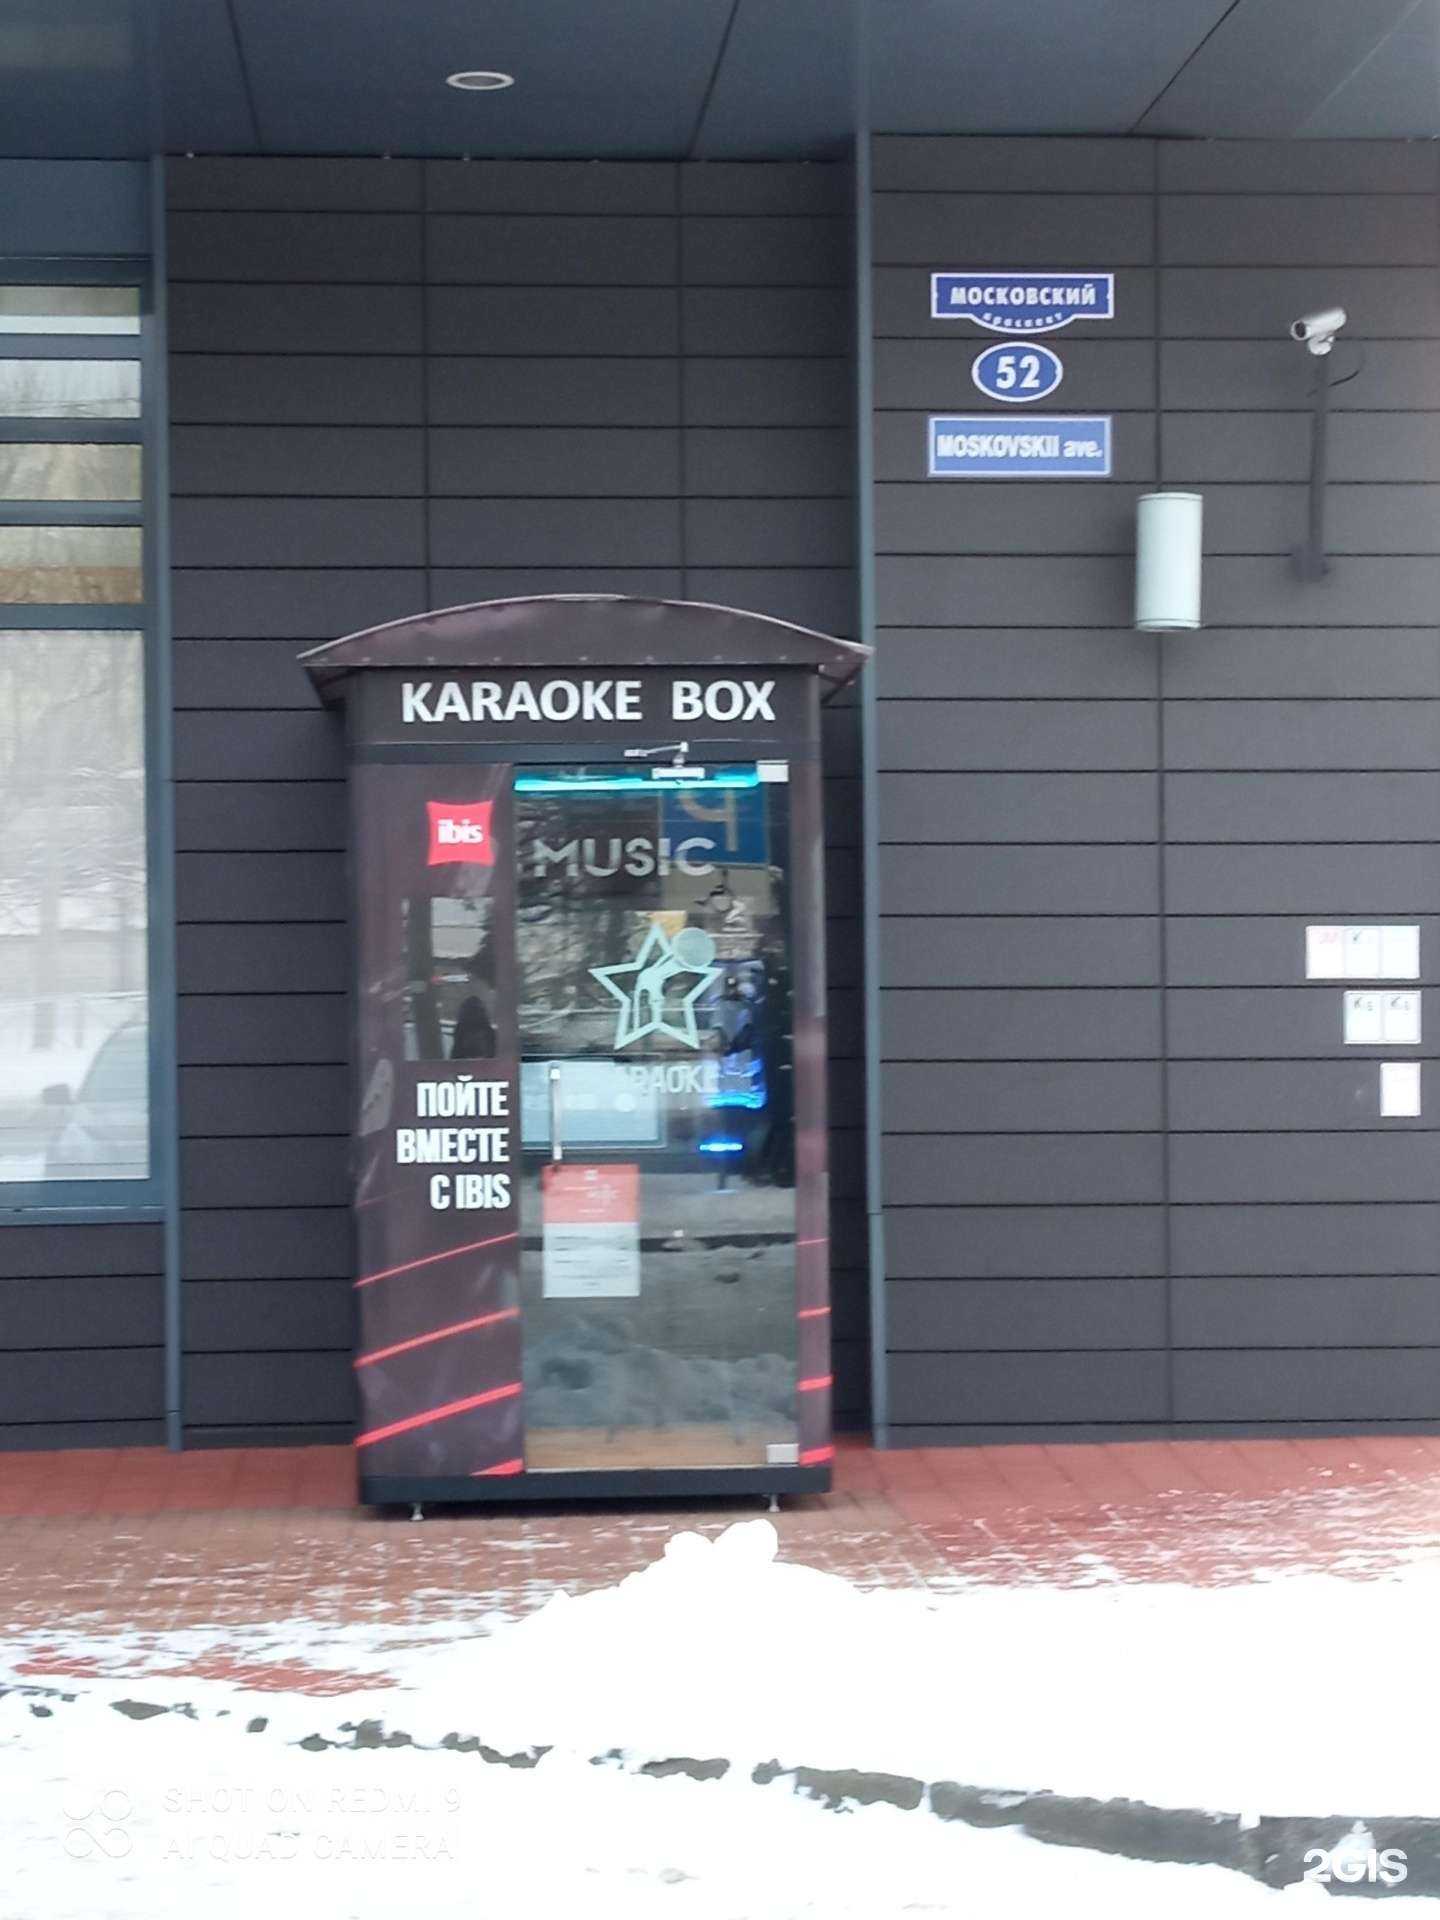 МОСКОВСКИЙ
проспект
52
MOSKOVSKII ave.
KARAOKE BOX
ibis
MUSIC
ПОЙТЕ
ВМЕСТЕ
С IBIS
SHOT ON REDMI 9
AI QUAD CAMERA
2GIS